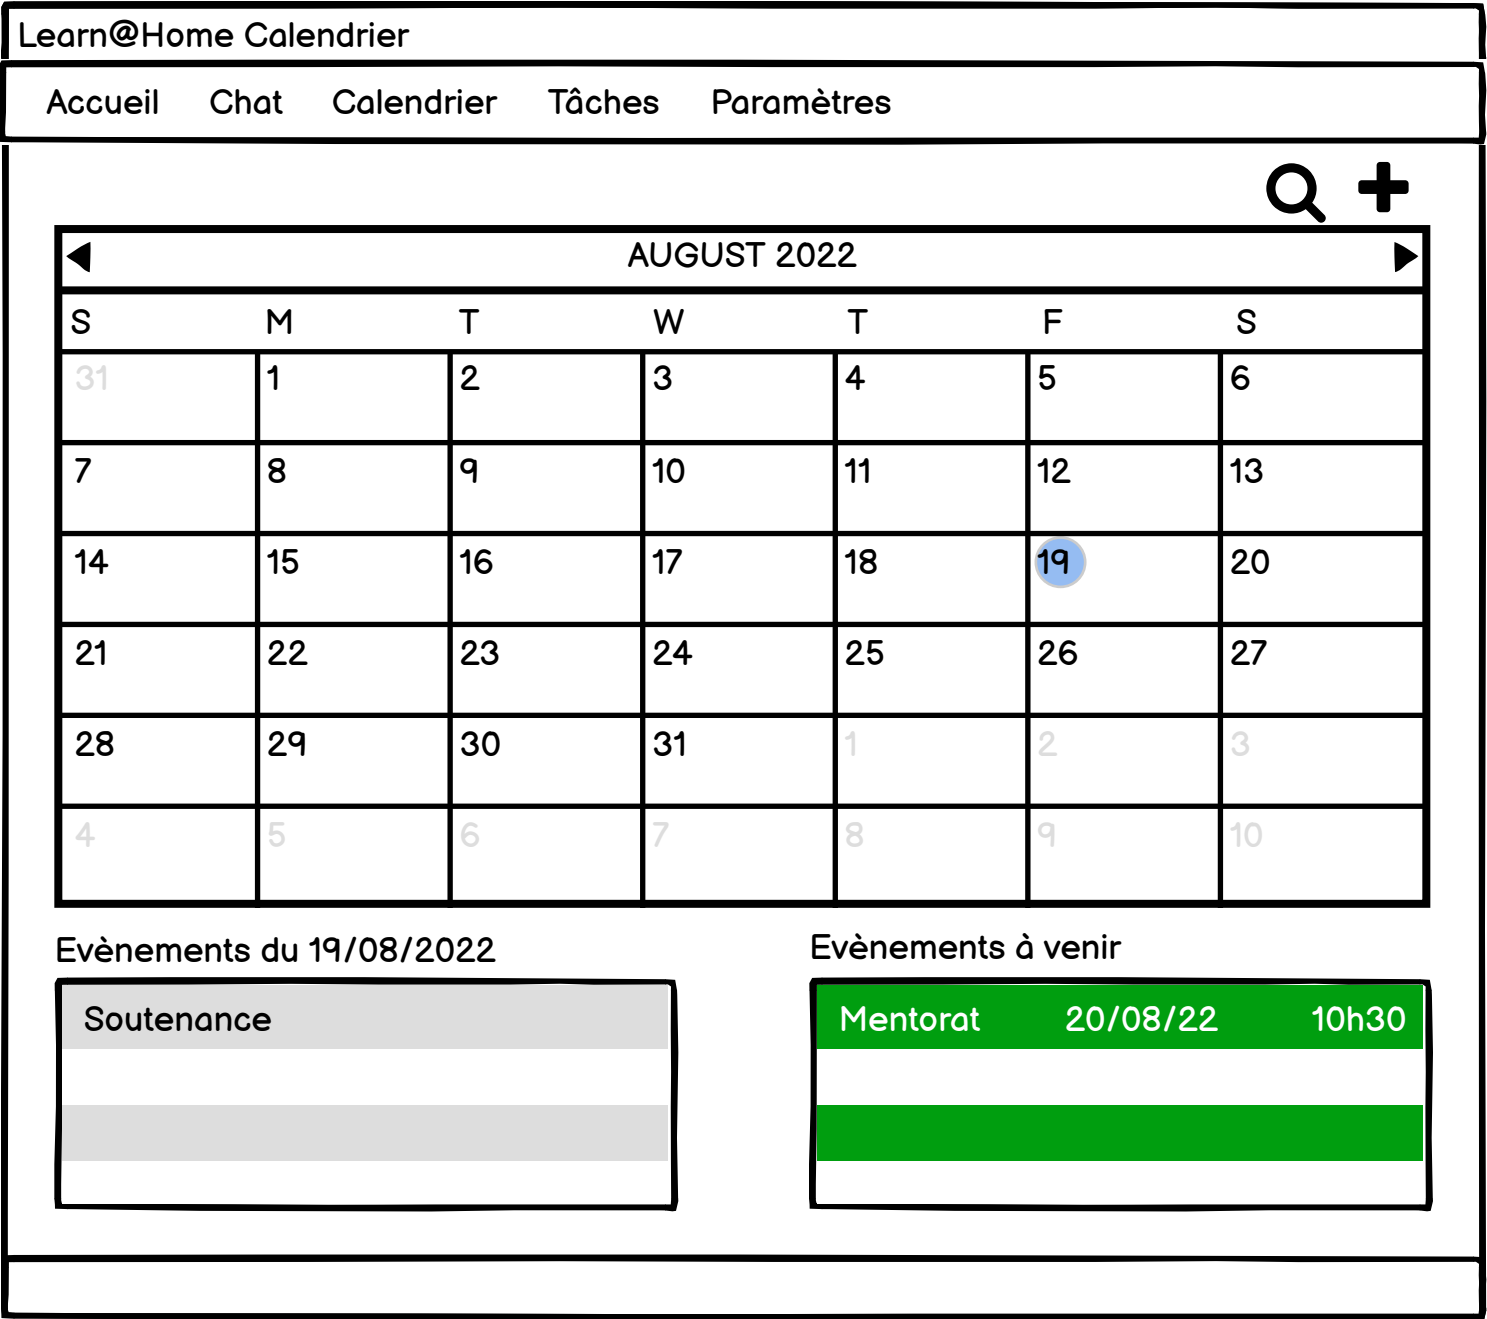 Learn@Home Calendrier
Accueil Chat Calendrier Tâches Paramètres
AUGUST 2022
S M T W T F S
31 1 2 3 4 5 6
7 8 9 10 11 12 13
14 15 16 17 18 19 20
21 22 23 24 25 26 27
28 29 30 31 1 2 3
4 5 6 7 8 9 10
Evènements du 19/08/2022
Soutenance
Evènements à venir
Mentorat 20/08/22 10h30